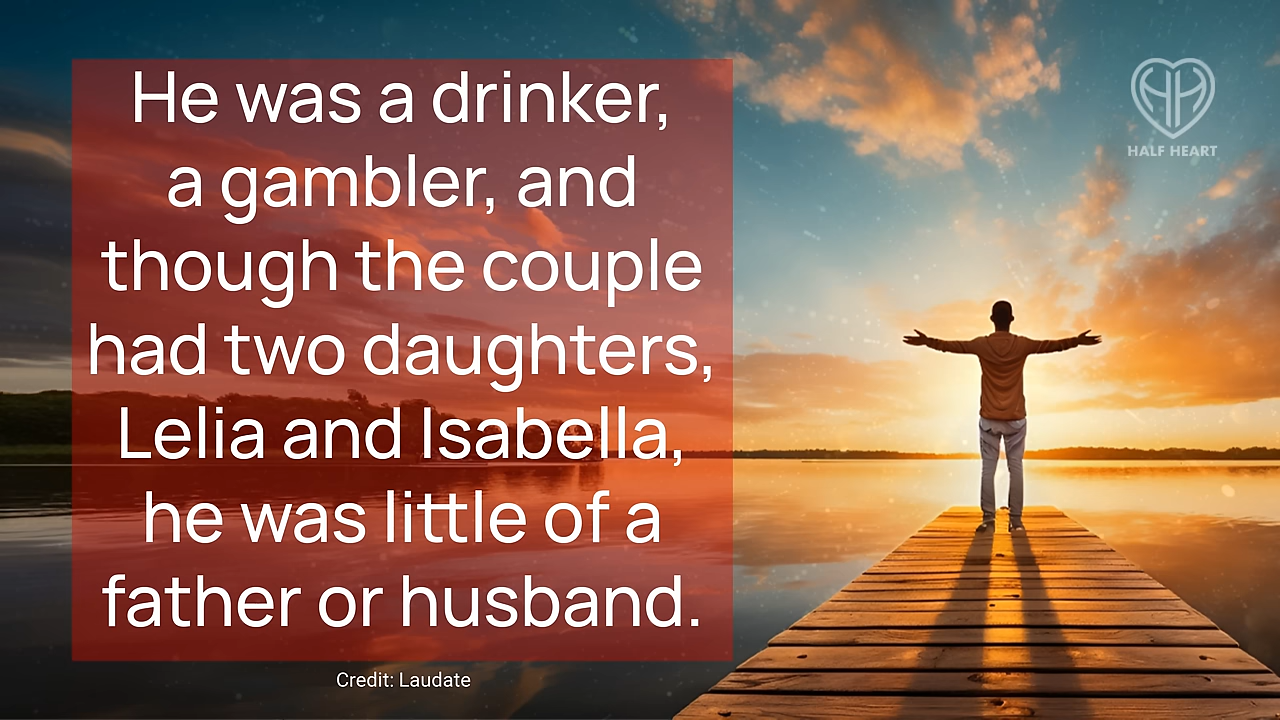 He was a drinker,
a gambler, and
though the couple
had two daughters,
Lelia and Isabella,
he was little of a
father or husband.
Credit: Laudate
HALF HEART